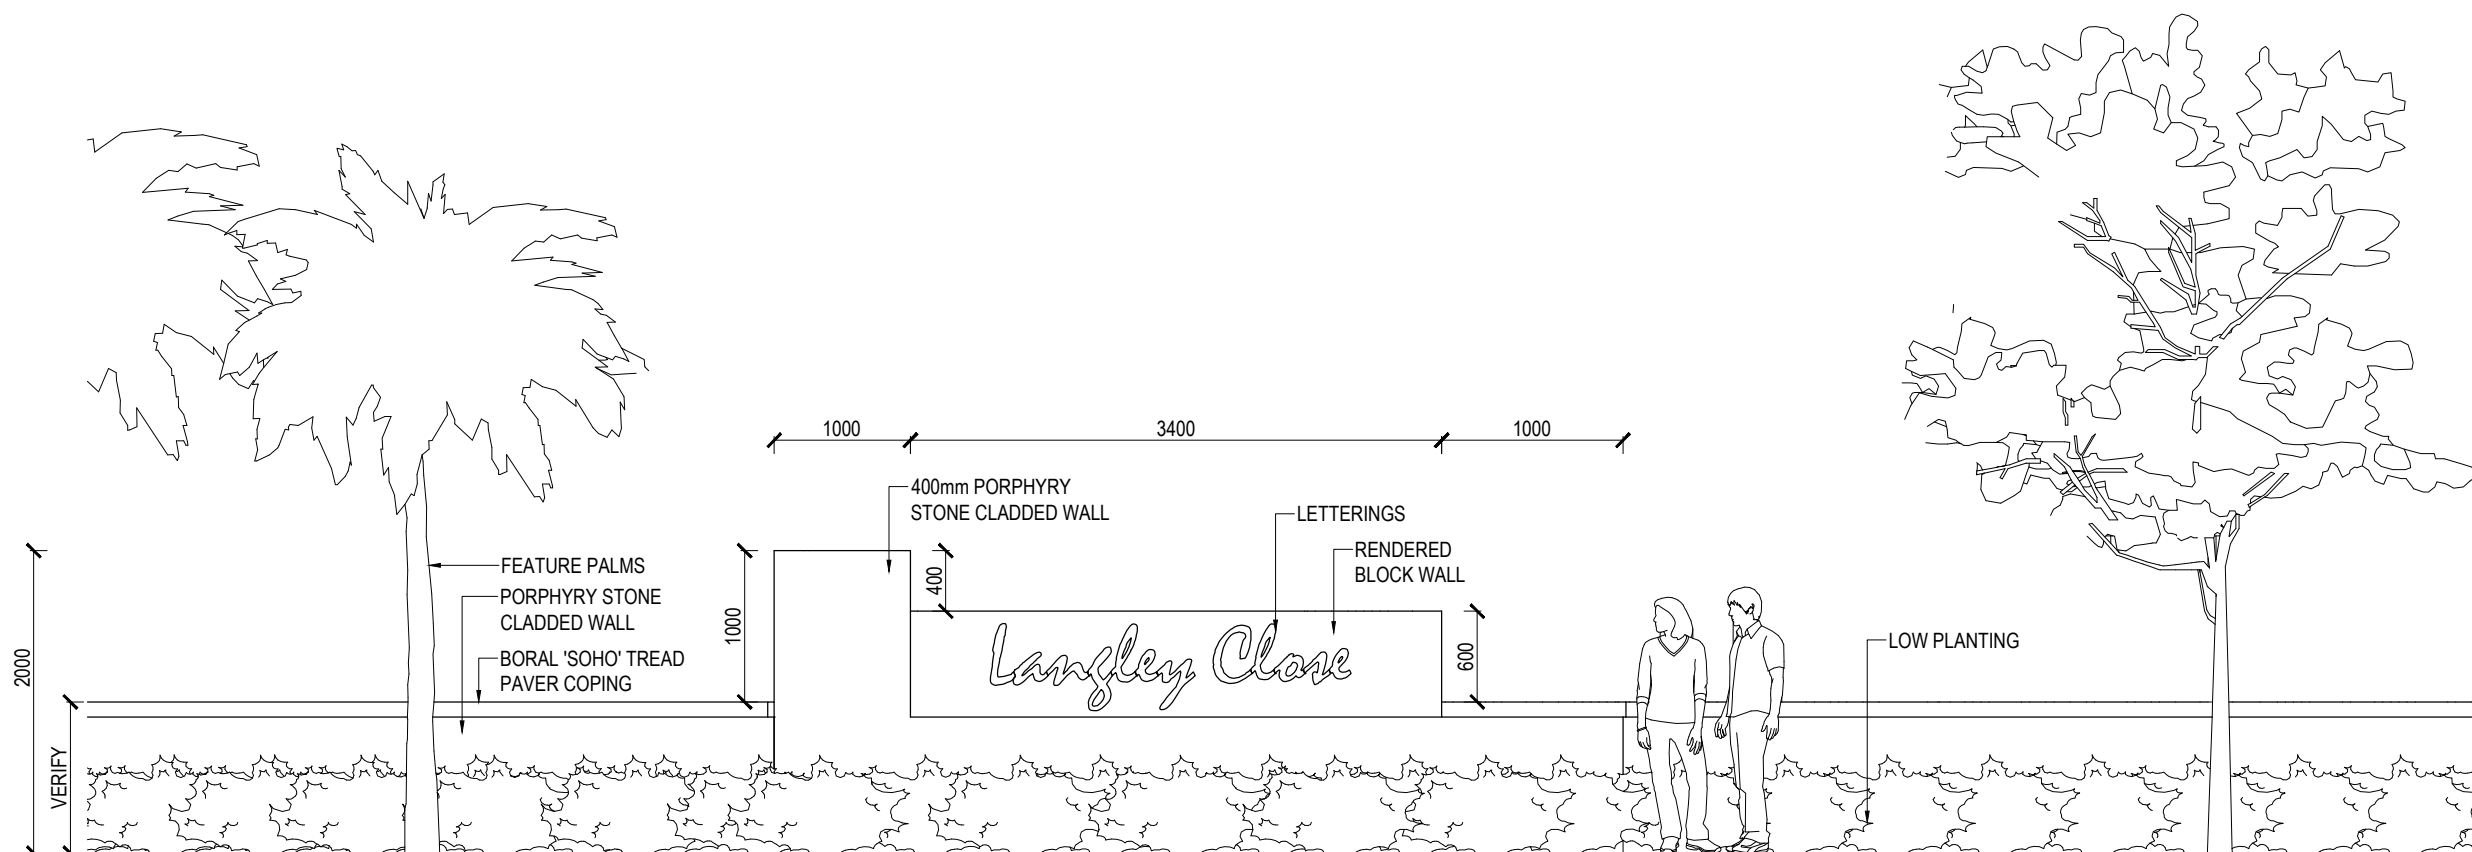 1000
3400
1000
400mm PORPHYRY
STONE CLADDED WALL
LETTERINGS
RENDERED
BLOCK WALL
FEATURE PALMS
PORPHYRY STONE
CLADDED WALL
BORAL 'SOHO' TREAD
PAVER COPING
2000
VERIFY
1000
400
Langley Close
600
LOW PLANTING